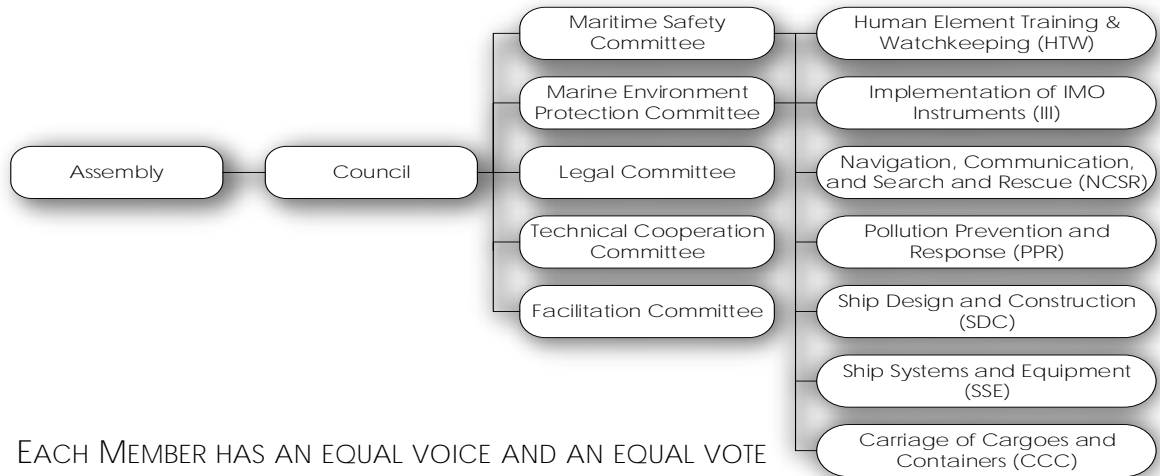 Assembly
Council
Maritime Safety
Committee
Marine Environment
Protection Committee
Legal Committee
Technical Cooperation
Committee
Facilitation Committee
Human Element Training &
Watchkeeping (HTW)
Implementation of IMO
Instruments (III)
Navigation, Communication,
and Search and Rescue (NCSR)
Pollution Prevention and
Response (PPR)
Ship Design and Construction
(SDC)
Ship Systems and Equipment
(SSE)
Carriage of Cargoes and
Containers (CCC)
EACH MEMBER HAS AN EQUAL VOICE AND AN EQUAL VOTE